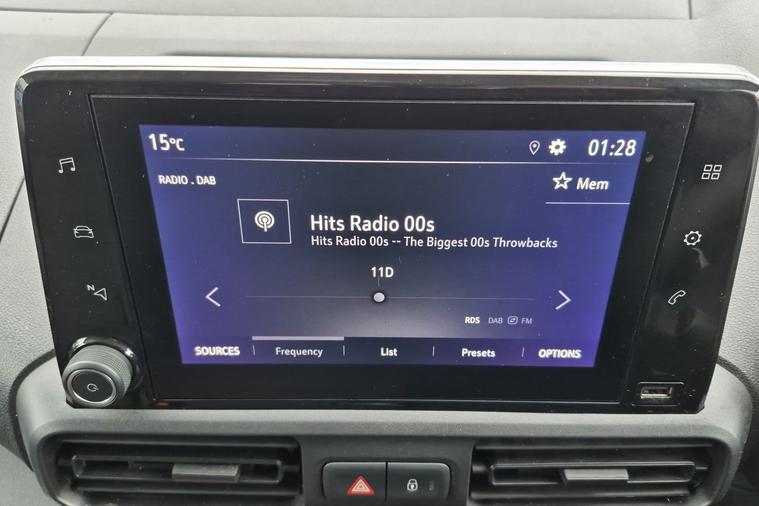 15°C 01:28
RADIO . DAB
Mem
Hits Radio 00s
Hits Radio 00s -- The Biggest 00s Throwbacks
11D
RDS DAB FM
SOURCES Frequency List Presets OPTIONS
N